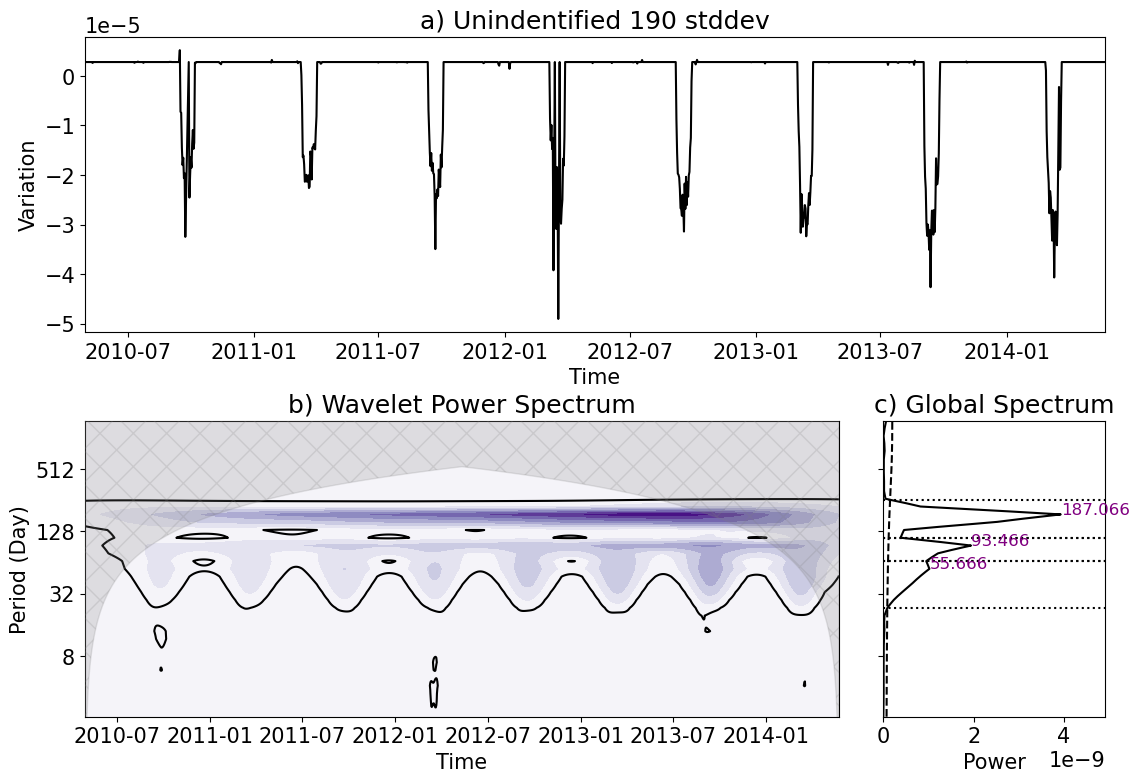 a) Unidentified 190 stddev
1e−5
0
−1
−2
−3
−4
−5
Variation
2010-07 2011-01 2011-07 2012-01 2012-07 2013-01 2013-07 2014-01
Time
b) Wavelet Power Spectrum
512
128
32
8
Period (Day)
2010-07 2011-01 2011-07 2012-01 2012-07 2013-01 2013-07 2014-01
Time
c) Global Spectrum
187.066
93.466
55.666
0 2 4
1e−9
Power